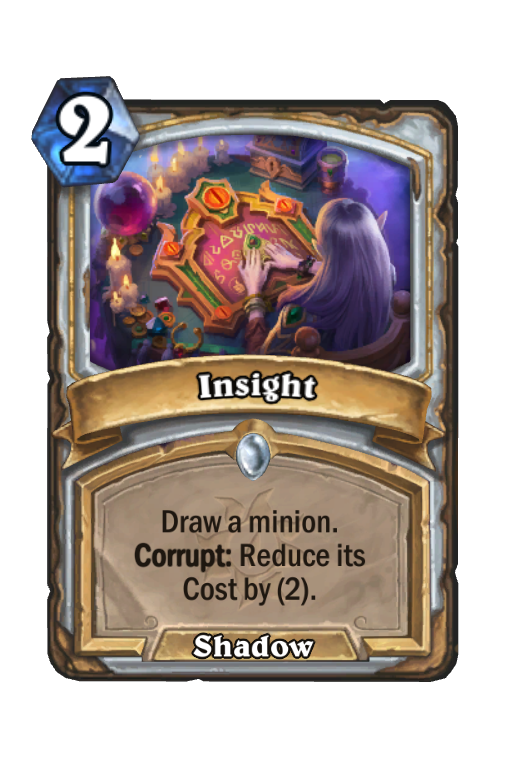 2
Insight
Draw a minion.
Corrupt: Reduce its
Cost by (2).
Shadow